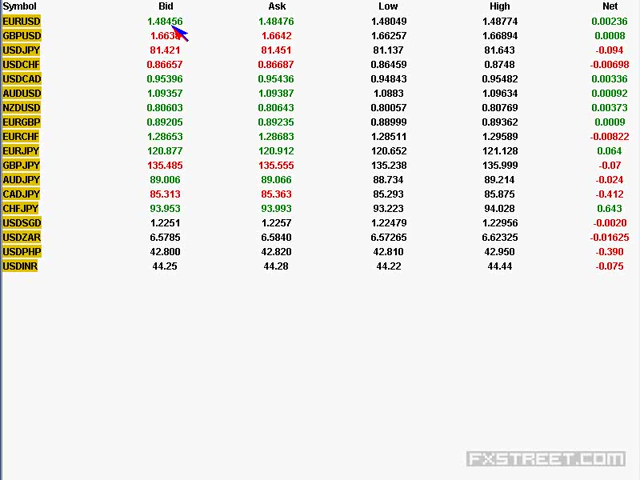 Symbol Bid Ask Low High Net
EURUSD 1.48456 1.48476 1.48049 1.48774 0.00236
GBPUSD 1.6642 1.66257 1.66894 0.0008
USDJPY 81.421 81.451 81.137 81.643 -0.094
USDCHF 0.86657 0.86687 0.86459 0.8748 -0.00698
USDCAD 0.95396 0.95436 0.94843 0.95482 0.00336
AUDUSD 1.09357 1.09387 1.0883 1.09634 0.00092
NZDUSD 0.80603 0.80643 0.80057 0.80769 0.00373
EURGBP 0.89205 0.89235 0.88999 0.89362 0.0009
EURCHF 1.28653 1.28683 1.28511 1.29589 -0.00822
EURJPY 120.877 120.912 120.652 121.128 0.064
GBPJPY 135.485 135.555 135.238 135.999 -0.07
AUDJPY 89.006 89.066 88.734 89.214 -0.024
CADJPY 85.313 85.363 85.293 85.875 -0.412
CHFJPY 93.953 93.993 93.223 94.028 0.643
USDSGD 1.2251 1.2257 1.22479 1.22956 -0.0020
USDZAR 6.5785 6.5840 6.57265 6.62325 -0.01625
USDPHP 42.800 42.820 42.810 42.950 -0.390
USDINR 44.25 44.28 44.22 44.44 -0.075
FXSTREET.COM